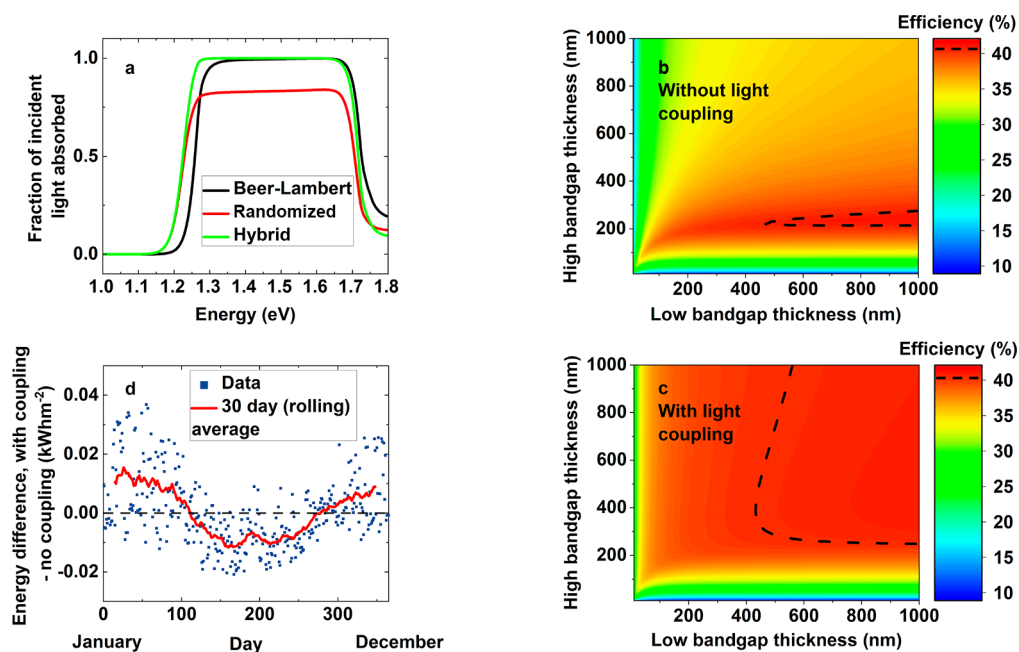 a
1.0
0.5
0.0
Fraction of incident
light absorbed
Beer-Lambert
Randomized
Hybrid
1.0 1.1 1.2 1.3 1.4 1.5 1.6 1.7 1.8
Energy (eV)
Efficiency (%)
b
Without light
coupling
1000
800
600
400
200
High bandgap thickness (nm)
200 400 600 800 1000
Low bandgap thickness (nm)
40
35
30
25
20
15
10
d
Data
30 day (rolling)
average
0.04
0.02
0.00
-0.02
Energy difference, with coupling
- no coupling (kWhm-2)
0 100 200 300
January Day December
Efficiency (%)
c
With light
coupling
1000
800
600
400
200
High bandgap thickness (nm)
200 400 600 800 1000
Low bandgap thickness (nm)
40
35
30
25
20
15
10